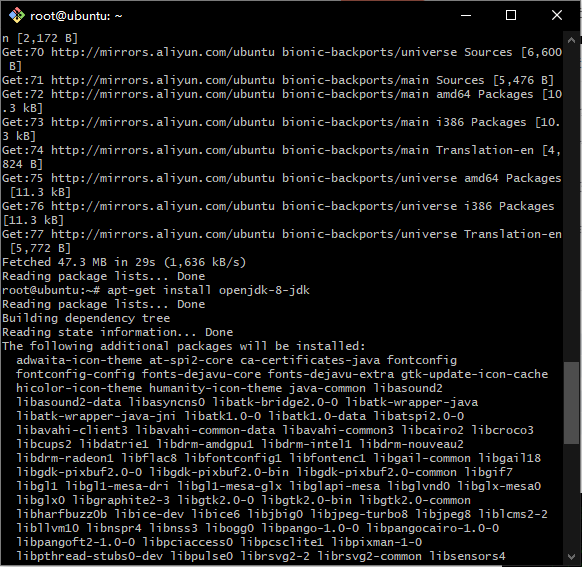 root@ubuntu: ~
n [2,172 B]
Get:70 http://mirrors.aliyun.com/ubuntu bionic-backports/universe Sources [6,600
 B]
Get:71 http://mirrors.aliyun.com/ubuntu bionic-backports/main Sources [5,476 B]
Get:72 http://mirrors.aliyun.com/ubuntu bionic-backports/main amd64 Packages [10
.3 kB]
Get:73 http://mirrors.aliyun.com/ubuntu bionic-backports/main i386 Packages [10.
3 kB]
Get:74 http://mirrors.aliyun.com/ubuntu bionic-backports/main Translation-en [4,
824 B]
Get:75 http://mirrors.aliyun.com/ubuntu bionic-backports/universe amd64 Packages
 [11.3 kB]
Get:76 http://mirrors.aliyun.com/ubuntu bionic-backports/universe i386 Packages
[11.3 kB]
Get:77 http://mirrors.aliyun.com/ubuntu bionic-backports/universe Translation-en
 [5,772 B]
Fetched 47.3 MB in 29s (1,636 kB/s)
Reading package lists... Done
root@ubuntu:~# apt-get install openjdk-8-jdk
Reading package lists... Done
Building dependency tree
Reading state information... Done
The following additional packages will be installed:
  adwaita-icon-theme at-spi2-core ca-certificates-java fontconfig
  fontconfig-config fonts-dejavu-core fonts-dejavu-extra gtk-update-icon-cache
  hicolor-icon-theme humanity-icon-theme java-common libasound2
  libasound2-data libasyncns0 libatk-bridge2.0-0 libatk-wrapper-java
  libatk-wrapper-java-jni libatk1.0-0 libatk1.0-data libatspi2.0-0
  libavahi-client3 libavahi-common-data libavahi-common3 libcairo2 libcroco3
  libcups2 libdatrie1 libdrm-amdgpu1 libdrm-intel1 libdrm-nouveau2
  libdrm-radeon1 libflac8 libfontconfig1 libfontenc1 libgail-common libgail18
  libgdk-pixbuf2.0-0 libgdk-pixbuf2.0-bin libgdk-pixbuf2.0-common libgif7
  libgl1 libgl1-mesa-dri libgl1-mesa-glx libglapi-mesa libglvnd0 libglx-mesa0
  libglx0 libgraphite2-3 libgtk2.0-0 libgtk2.0-bin libgtk2.0-common
  libharfbuzz0b libice-dev libice6 libjbig0 libjpeg-turbo8 libjpeg8 liblcms2-2
  libllvm10 libnspr4 libnss3 libogg0 libpango-1.0-0 libpangocairo-1.0-0
  libpangoft2-1.0-0 libpciaccess0 libpcsclite1 libpixman-1-0
  libpthread-stubs0-dev libpulse0 librsvg2-2 librsvg2-common libsensors4